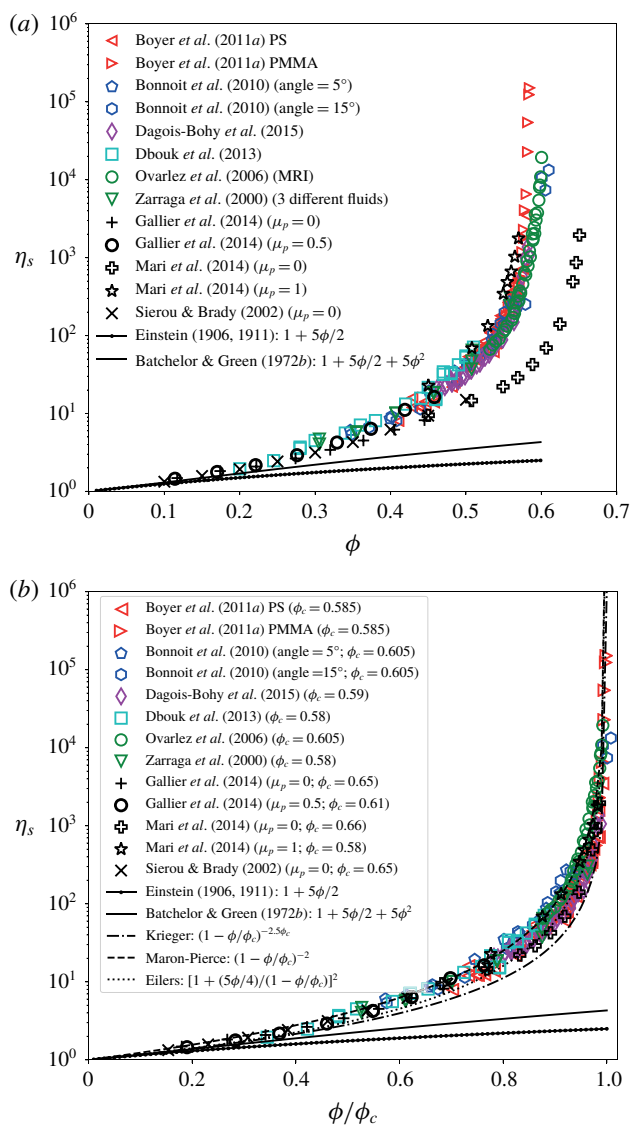 (a)
10^6
10^5
10^4
10^3
10^2
10^1
10^0
η_s
Boyer et al. (2011a) PS
Boyer et al. (2011a) PMMA
Bonnoit et al. (2010) (angle = 5°)
Bonnoit et al. (2010) (angle = 15°)
Dagois-Bohy et al. (2015)
Dbouk et al. (2013)
Ovarlez et al. (2006) (MRI)
Zarraga et al. (2000) (3 different fluids)
Gallier et al. (2014) (μ_p = 0)
Gallier et al. (2014) (μ_p = 0.5)
Mari et al. (2014) (μ_p = 0)
Mari et al. (2014) (μ_p = 1)
Sierou & Brady (2002) (μ_p = 0)
Einstein (1906, 1911): 1 + 5ϕ/2
Batchelor & Green (1972b): 1 + 5ϕ/2 + 5ϕ^2
0 0.1 0.2 0.3 0.4 0.5 0.6 0.7
ϕ
(b)
10^6
10^5
10^4
10^3
10^2
10^1
10^0
η_s
Boyer et al. (2011a) PS (ϕ_c = 0.585)
Boyer et al. (2011a) PMMA (ϕ_c = 0.585)
Bonnoit et al. (2010) (angle = 5°; ϕ_c = 0.605)
Bonnoit et al. (2010) (angle =15°; ϕ_c = 0.605)
Dagois-Bohy et al. (2015) (ϕ_c = 0.59)
Dbouk et al. (2013) (ϕ_c = 0.58)
Ovarlez et al. (2006) (ϕ_c = 0.605)
Zarraga et al. (2000) (ϕ_c = 0.58)
Gallier et al. (2014) (μ_p = 0; ϕ_c = 0.65)
Gallier et al. (2014) (μ_p = 0.5; ϕ_c = 0.61)
Mari et al. (2014) (μ_p = 0; ϕ_c = 0.66)
Mari et al. (2014) (μ_p = 1; ϕ_c = 0.58)
Sierou & Brady (2002) (μ_p = 0; ϕ_c = 0.65)
Einstein (1906, 1911): 1 + 5ϕ/2
Batchelor & Green (1972b): 1 + 5ϕ/2 + 5ϕ^2
Krieger: (1 − ϕ/ϕ_c)^−2.5ϕ_c
Maron-Pierce: (1 − ϕ/ϕ_c)^−2
Eilers: [1 + (5ϕ/4)/(1 − ϕ/ϕ_c)]^2
0 0.2 0.4 0.6 0.8 1.0
ϕ/ϕ_c